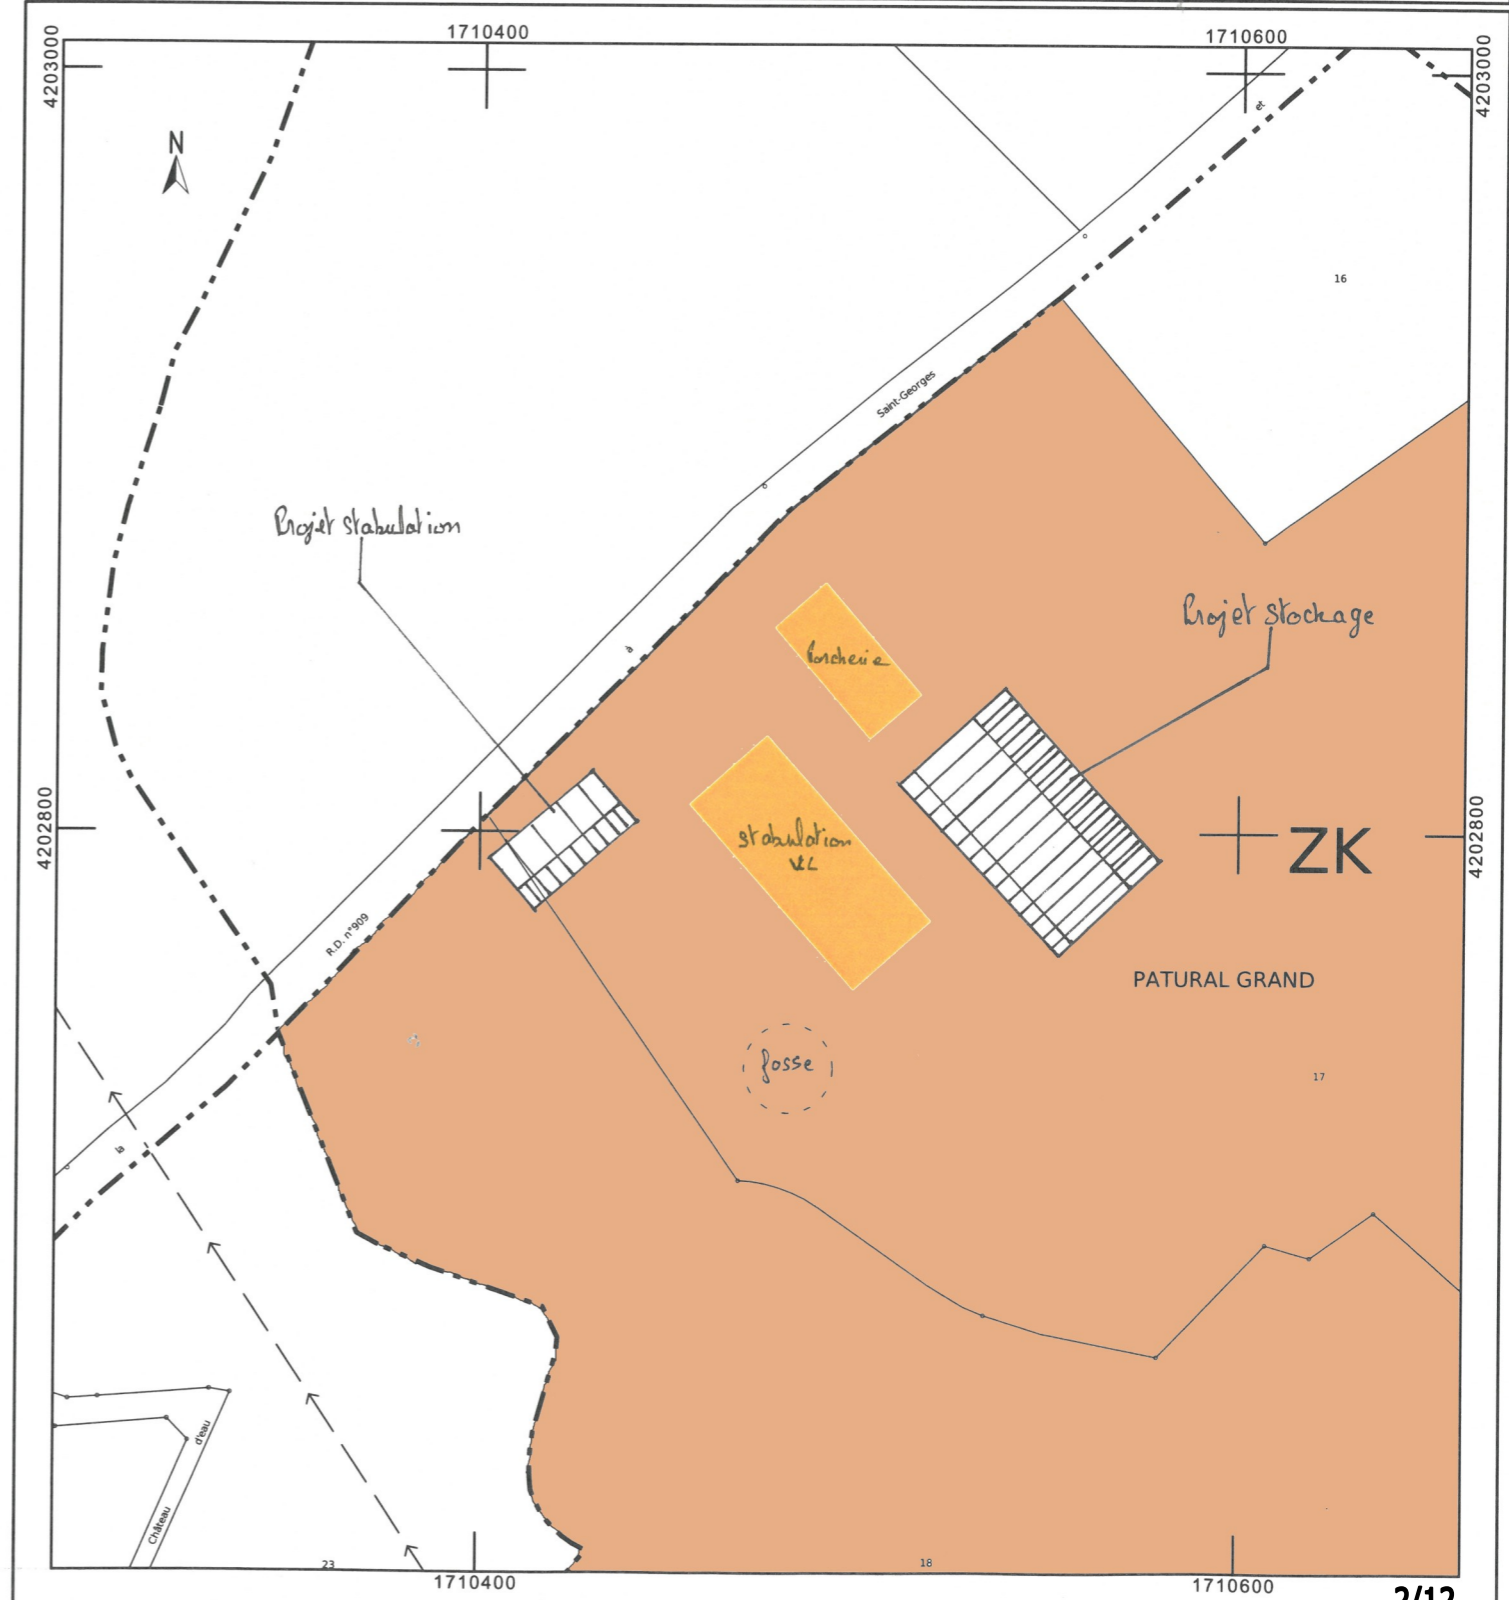 1710400
1710600
4203000
4203000
N
et
16
Saint-Georges
Projet stabulation
Projet Stockage
à
Porcherie
4202800
4202800
stabulation
VL
ZK
R.D. n°909
PATURAL GRAND
fosse
17
la
d'eau
Château
23
18
1710400
1710600
2/12